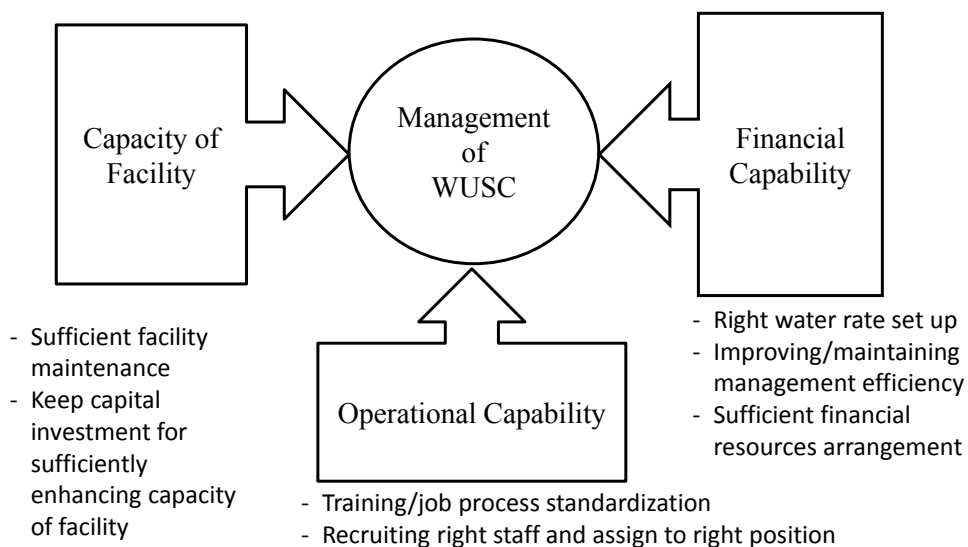 Capacity of
Facility
Management
of
WUSC
Financial
Capability
- Sufficient facility
maintenance
- Keep capital
investment for
sufficiently
enhancing capacity
of facility
Operational Capability
- Training/job process standardization
- Recruiting right staff and assign to right position
- Right water rate set up
- Improving/maintaining
management efficiency
- Sufficient financial
resources arrangement